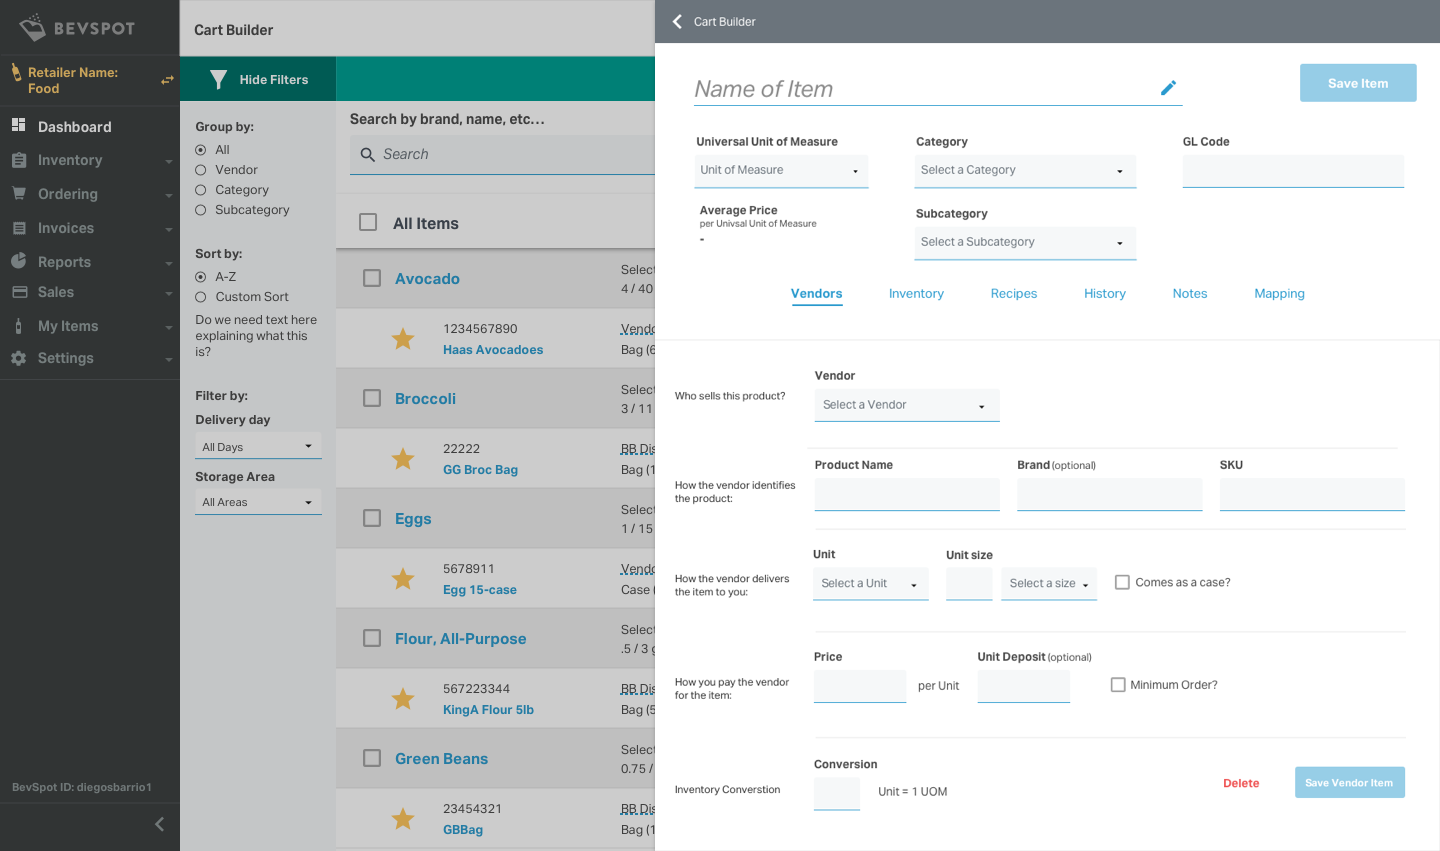 BEVSPOT
Retailer Name:
Food
Dashboard
Inventory
Ordering
Invoices
Reports
Sales
My Items
Settings
BevSpot ID: diegosbarrio1
Cart Builder
Hide Filters
Group by:
All
Vendor
Category
Subcategory
Sort by:
A-Z
Custom Sort
Do we need text here
explaining what this
is?
Filter by:
Delivery day
All Days
Storage Area
All Areas
Search by brand, name, etc...
Search
All Items
Avocado
Select
4 / 40
1234567890
Haas Avocadoes
Vendo
Bag (6
Broccoli
Select
3 / 11
22222
GG Broc Bag
BB Dis
Bag (1
Eggs
Select
1 / 15
5678911
Egg 15-case
Vendo
Case (
Flour, All-Purpose
Select
.5 / 3 g
567223344
KingA Flour 5lb
BB Dis
Bag (5
Green Beans
Select
0.75 /
23454321
GBBag
BB Dis
Bag (1
Cart Builder
Name of Item
Save Item
Universal Unit of Measure
Unit of Measure
Category
Select a Category
GL Code
Average Price
per Univsal Unit of Measure
-
Subcategory
Select a Subcategory
Vendors Inventory Recipes History Notes Mapping
Who sells this product?
Vendor
Select a Vendor
How the vendor identifies
the product:
Product Name
Brand (optional)
SKU
How the vendor delivers
the item to you:
Unit
Select a Unit
Unit size
Select a size
Comes as a case?
How you pay the vendor
for the item:
Price
per Unit
Unit Deposit (optional)
Minimum Order?
Inventory Converstion
Conversion
Unit = 1 UOM
Delete
Save Vendor Item